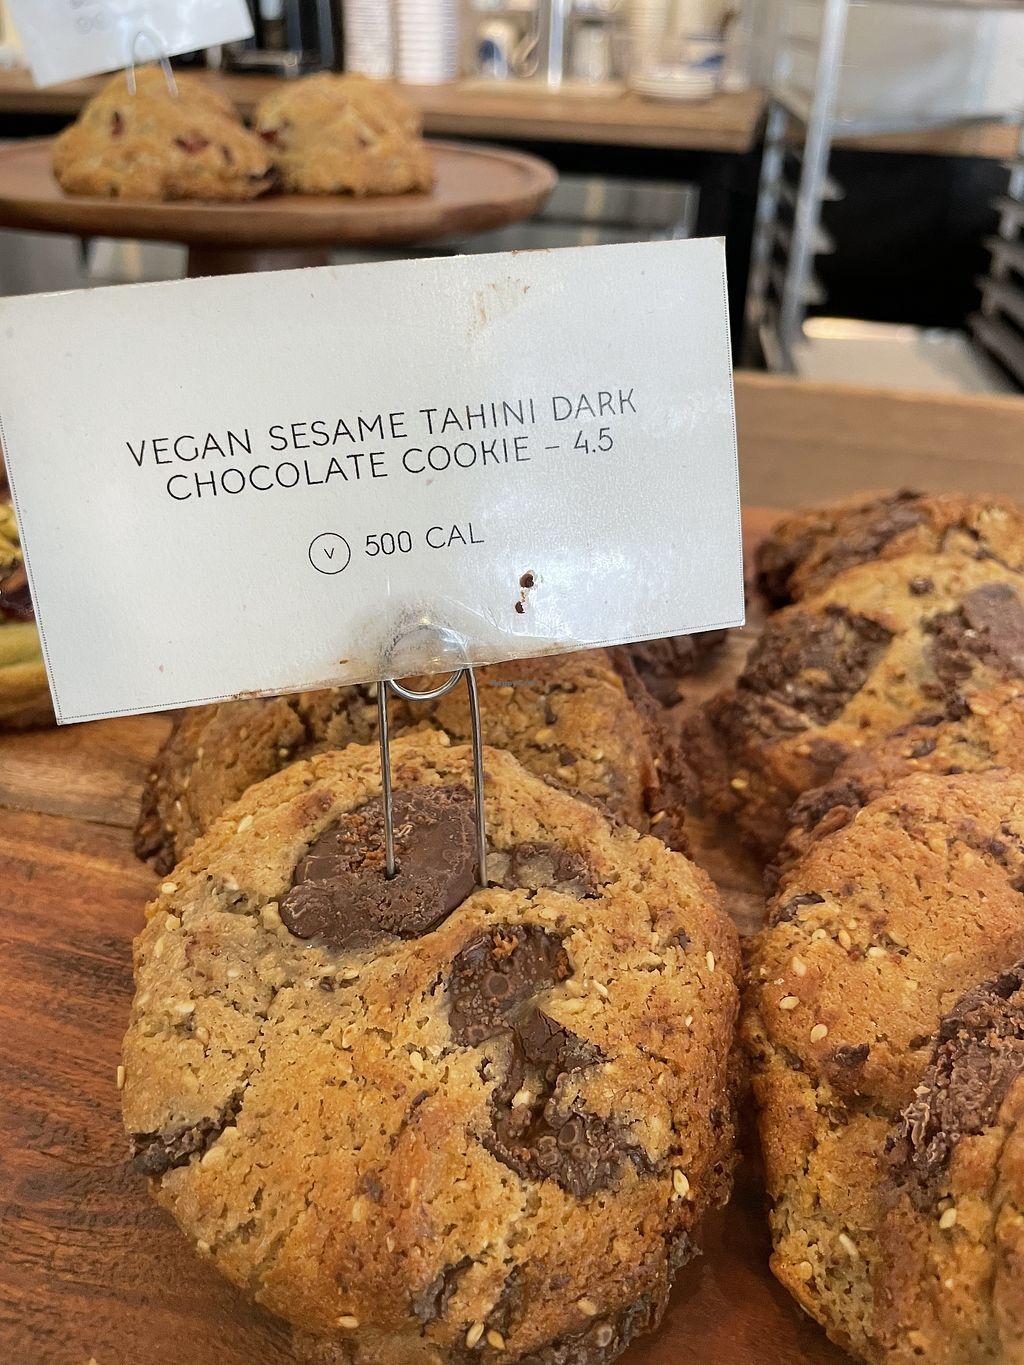 VEGAN SESAME TAHINI DARK
CHOCOLATE COOKIE – 4.5
V 500 CAL